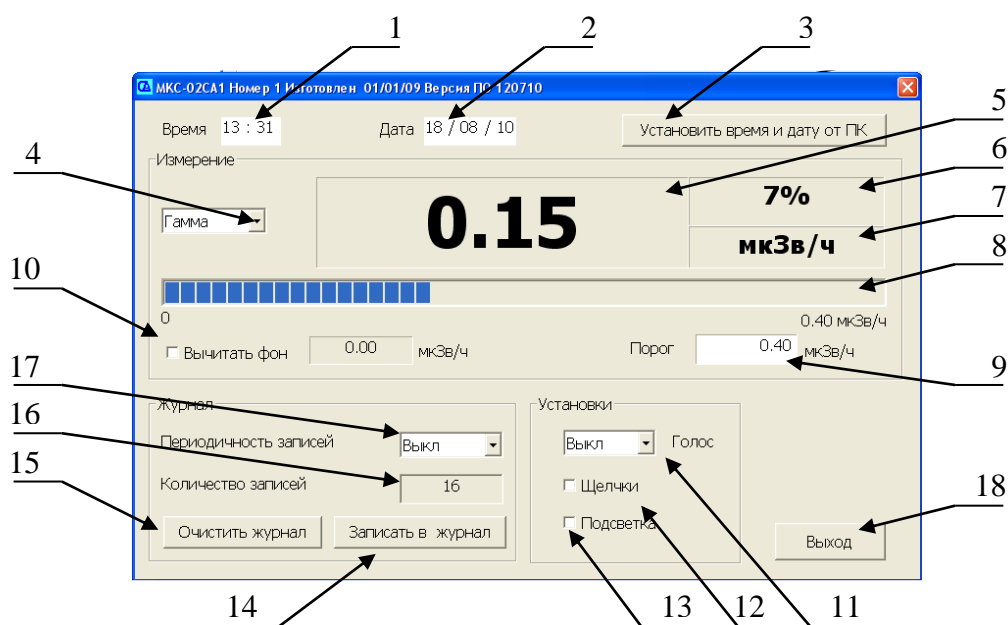 1 2 3
МКС-02СА1 Номер 1 Изготовлен 01/01/09 Версия ПО 120710
5
Время 13 : 31 Дата 18 / 08 / 10 Установить время и дату от ПК
4 Измерение 6
Гамма 0.15 7%
7
мкЗв/ч
8
10
0 0.40 мкЗв/ч
Вычитать фон 0.00 мкЗв/ч Порог 0.40 мкЗв/ч
17 9
Журнал Установки
16 Периодичность записей Выкл Выкл Голос
15 Количество записей 16 Щелчки
18
Очистить журнал Записать в журнал Подсветка
Выход
14 13 12 11